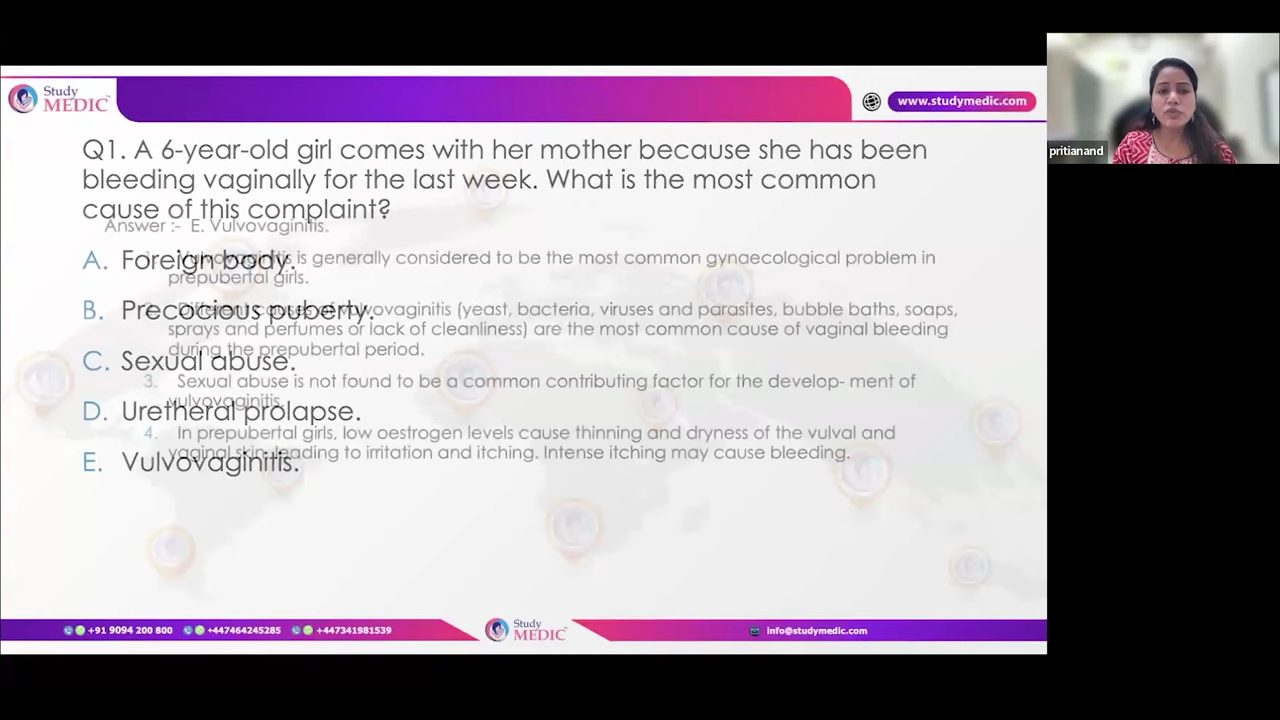 Study
MEDIC
www.studymedic.com
pritianand
Q1. A 6-year-old girl comes with her mother because she has been
bleeding vaginally for the last week. What is the most common
cause of this complaint?
Answer :- E. Vulvovaginitis.
A. Foreign body.
is generally considered to be the most common gynaecological problem in
prepubertal girls.
B. Precocious puberty.
vulvovaginitis (yeast, bacteria, viruses and parasites, bubble baths, soaps,
sprays and perfumes or lack of cleanliness) are the most common cause of vaginal bleeding
during the prepubertal period.
C. Sexual abuse.
3. Sexual abuse is not found to be a common contributing factor for the develop- ment of
vulvovaginitis.
D. Uretheral prolapse.
4. In prepubertal girls, low oestrogen levels cause thinning and dryness of the vulval and
vaginal skin leading to irritation and itching. Intense itching may cause bleeding.
E. Vulvovaginitis.
+91 9094 200 800 +447464245285 +447341981539
Study
MEDIC
info@studymedic.com